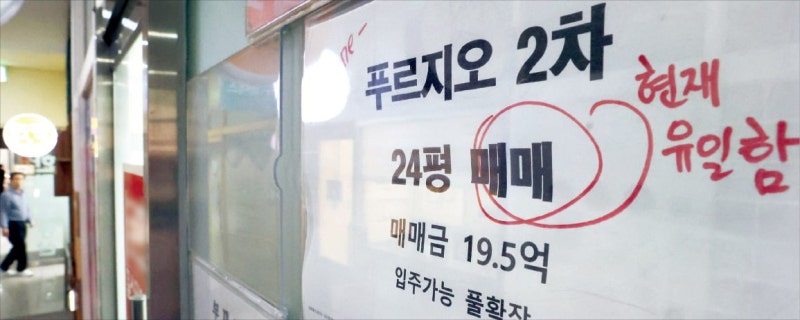 푸르지오 2차
현재
유일함
24평 매매
매매금 19.5억
입주가능 풀확장